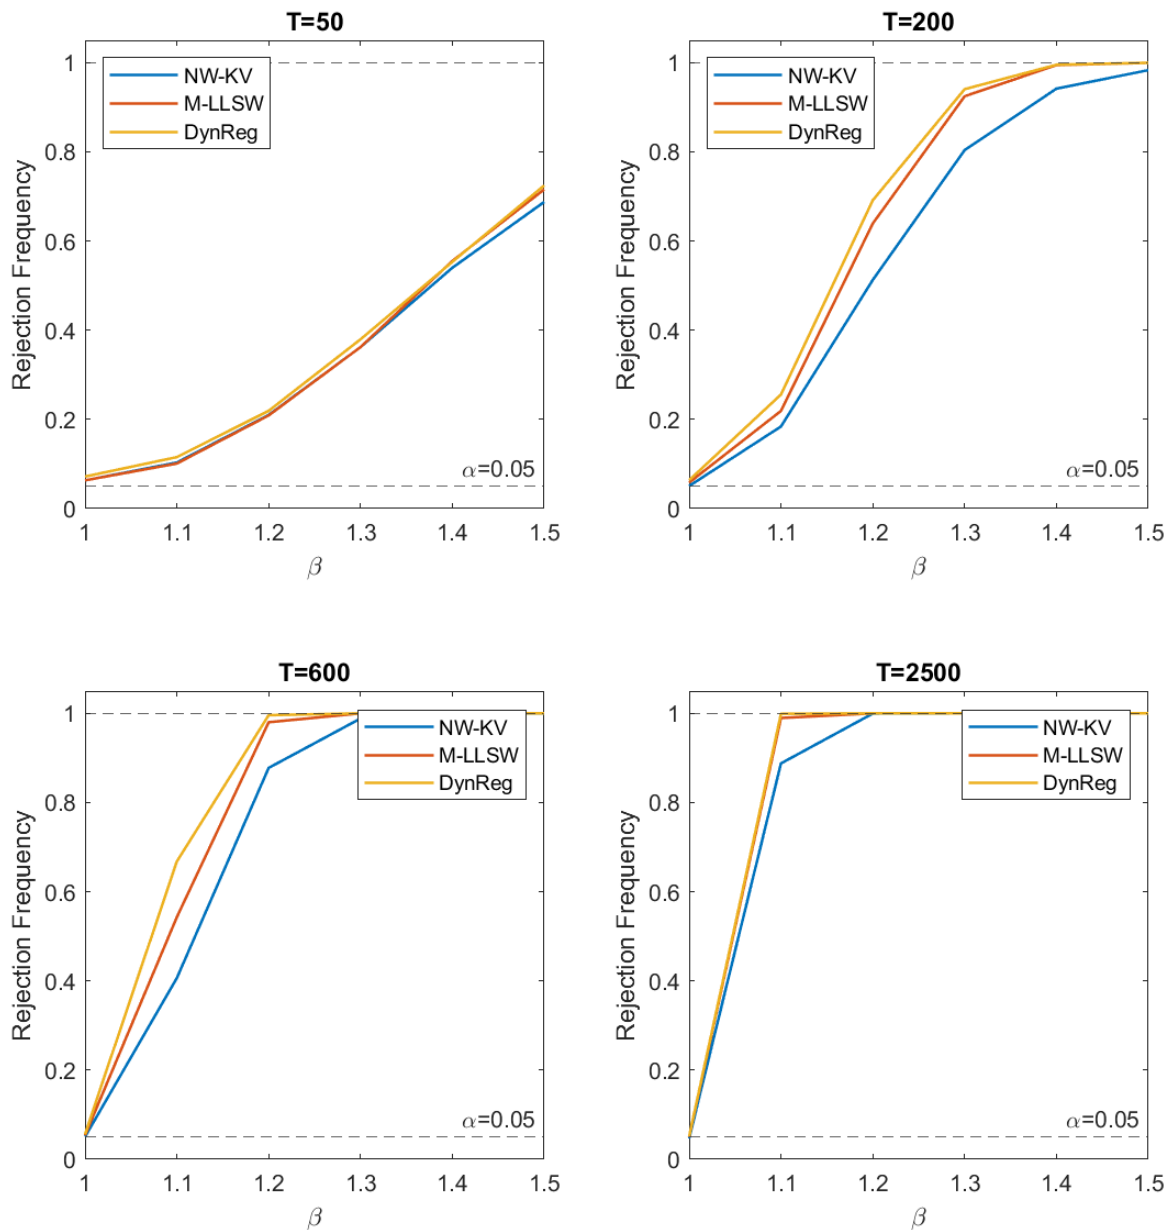 T=50
1
0.8
0.6
0.4
0.2
0
Rejection Frequency
NW-KV
M-LLSW
DynReg
α=0.05
1 1.1 1.2 1.3 1.4 1.5
β
T=200
1
0.8
0.6
0.4
0.2
0
Rejection Frequency
NW-KV
M-LLSW
DynReg
α=0.05
1 1.1 1.2 1.3 1.4 1.5
β
T=600
1
0.8
0.6
0.4
0.2
0
Rejection Frequency
NW-KV
M-LLSW
DynReg
α=0.05
1 1.1 1.2 1.3 1.4 1.5
β
T=2500
1
0.8
0.6
0.4
0.2
0
Rejection Frequency
NW-KV
M-LLSW
DynReg
α=0.05
1 1.1 1.2 1.3 1.4 1.5
β